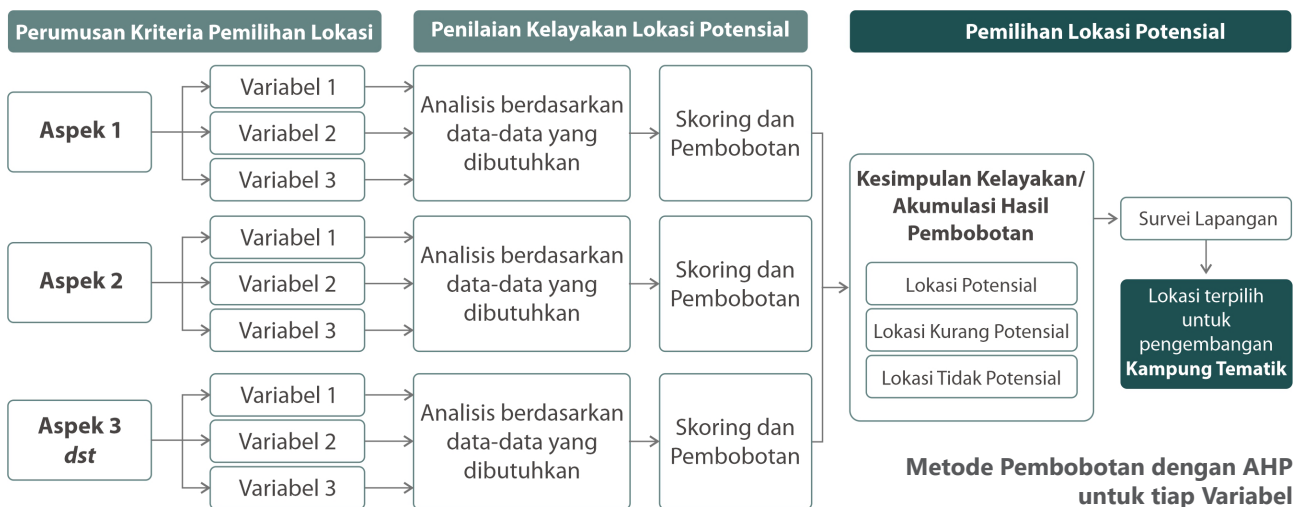 Perumusan Kriteria Pemilihan Lokasi
Penilaian Kelayakan Lokasi Potensial
Pemilihan Lokasi Potensial
Aspek 1
Variabel 1
Variabel 2
Variabel 3
Analisis berdasarkan
data-data yang
dibutuhkan
Skoring dan
Pembobotan
Aspek 2
Variabel 1
Variabel 2
Variabel 3
Analisis berdasarkan
data-data yang
dibutuhkan
Skoring dan
Pembobotan
Aspek 3
dst
Variabel 1
Variabel 2
Variabel 3
Analisis berdasarkan
data-data yang
dibutuhkan
Skoring dan
Pembobotan
Kesimpulan Kelayakan/
Akumulasi Hasil
Pembobotan
Lokasi Potensial
Lokasi Kurang Potensial
Lokasi Tidak Potensial
Survei Lapangan
Lokasi terpilih
untuk
pengembangan
Kampung Tematik
Metode Pembobotan dengan AHP
untuk tiap Variabel